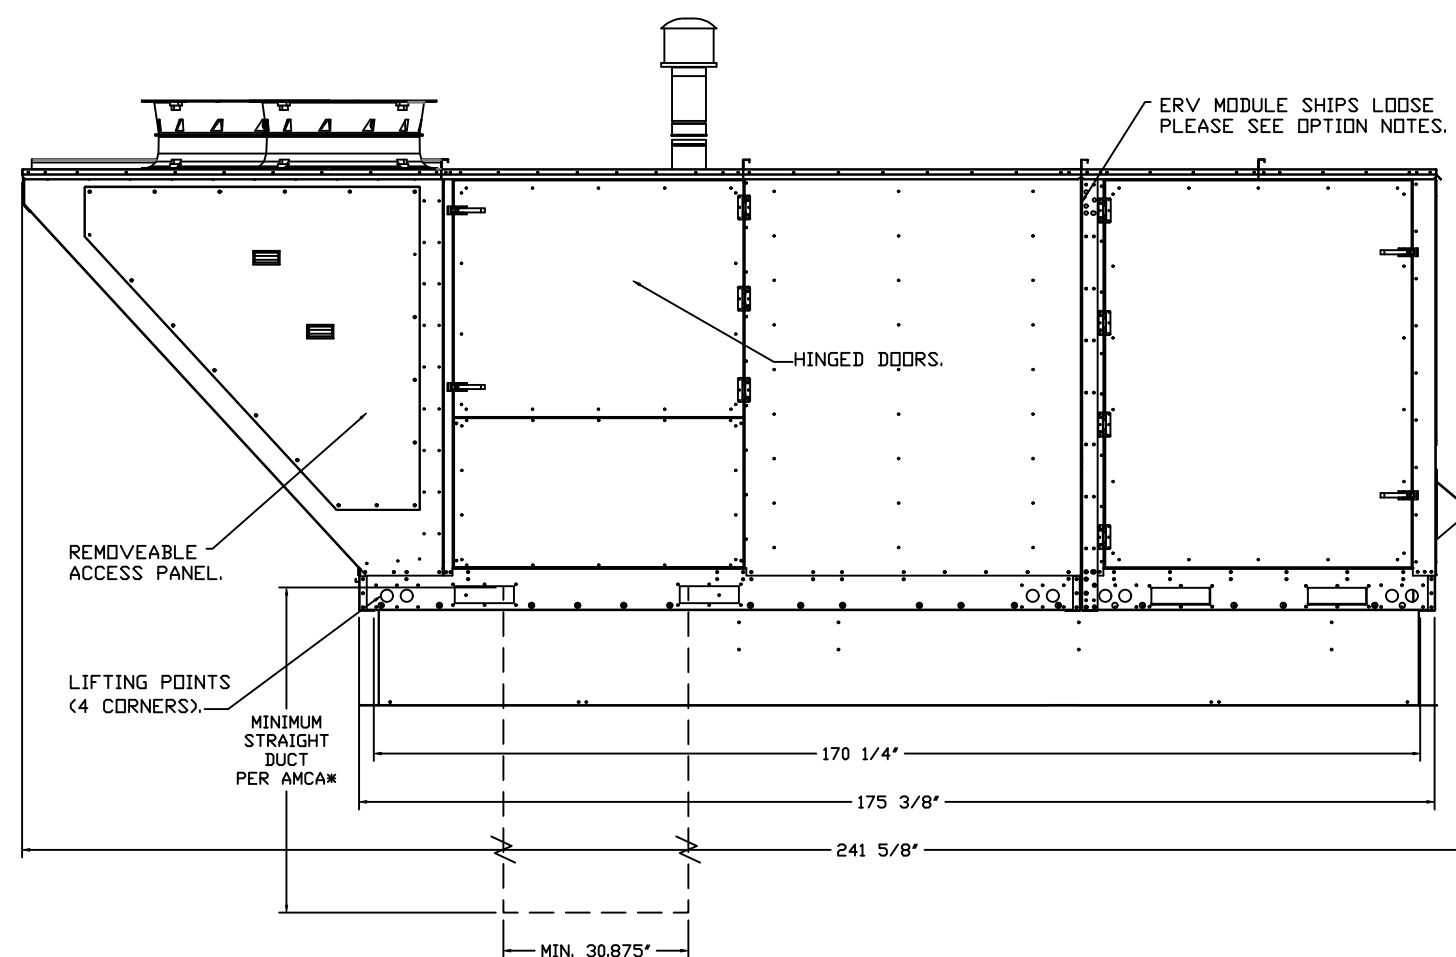 ERV MODULE SHIPS LOOSE
PLEASE SEE OPTION NOTES.
HINGED DOORS.
REMOVEABLE
ACCESS PANEL.
LIFTING POINTS
(4 CORNERS).
MINIMUM
STRAIGHT
DUCT
PER AMCA*
170 1/4"
175 3/8"
241 5/8"
MIN. 30.875"